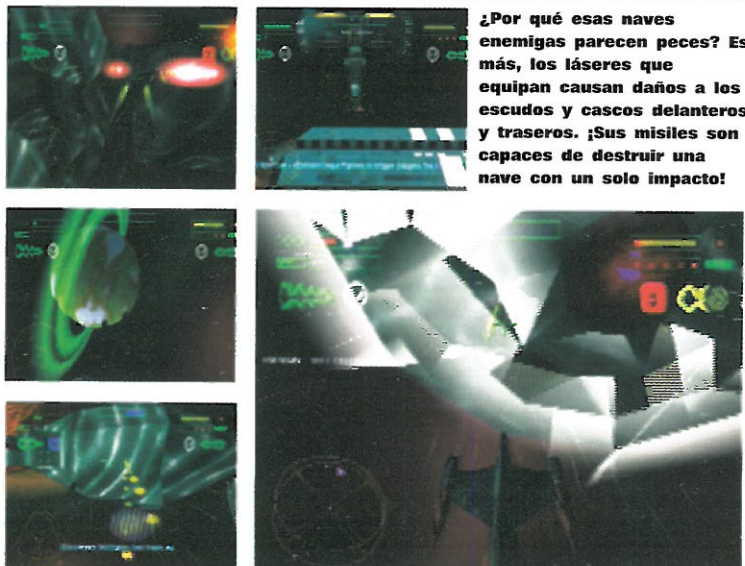 ¿Por qué esas naves
enemigas parecen peces? Es
más, los láseres que
equipan causan daños a los
escudos y cascos delanteros
y traseros. ¡Sus misiles son
capaces de destruir una
nave con un solo impacto!